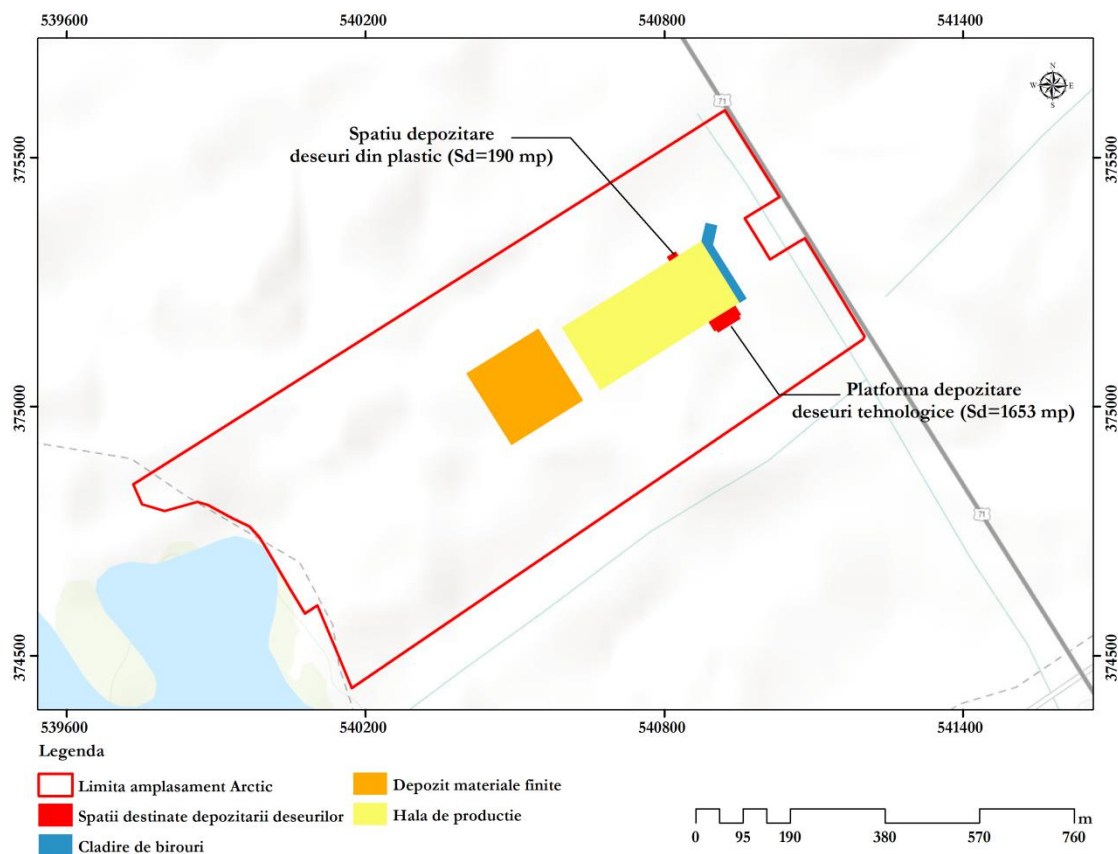 539600 540200 540800 541400
71
N
W E
S
Spatiu depozitare
deseuri din plastic (Sd=190 mp)
375500 375500
Platforma depozitare
deseuri tehnologice (Sd=1653 mp)
375000 375000
71
374500 374500
539600 540200 540800 541400
Legenda
Limita amplasament Arctic
Depozit materiale finite
Spatii destinate depozitarii deseurilor
Hala de productie
Cladire de birouri
m
0 95 190 380 570 760